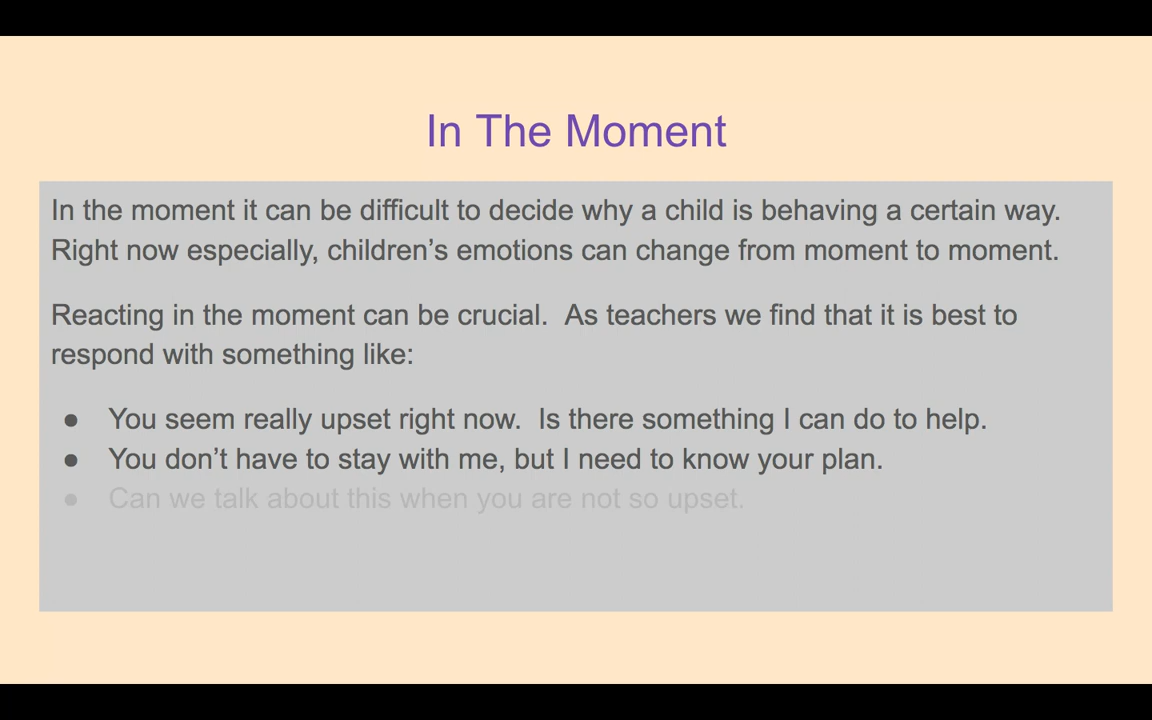 In The Moment
In the moment it can be difficult to decide why a child is behaving a certain way.
Right now especially, children’s emotions can change from moment to moment.
Reacting in the moment can be crucial.  As teachers we find that it is best to
respond with something like:
● You seem really upset right now.  Is there something I can do to help.
● You don’t have to stay with me, but I need to know your plan.
● Can we talk about this when you are not so upset.